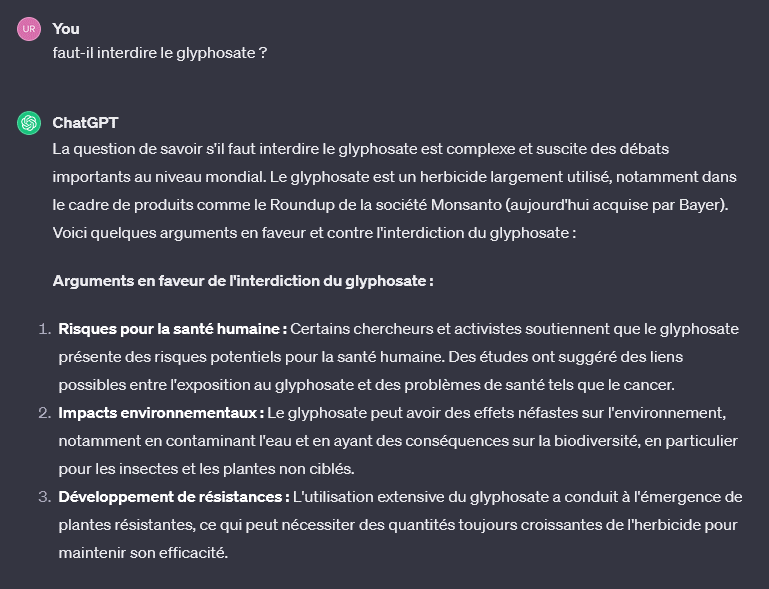 UR You
faut-il interdire le glyphosate ?
ChatGPT
La question de savoir s'il faut interdire le glyphosate est complexe et suscite des débats
importants au niveau mondial. Le glyphosate est un herbicide largement utilisé, notamment dans
le cadre de produits comme le Roundup de la société Monsanto (aujourd'hui acquise par Bayer).
Voici quelques arguments en faveur et contre l'interdiction du glyphosate :
Arguments en faveur de l'interdiction du glyphosate :
1. Risques pour la santé humaine : Certains chercheurs et activistes soutiennent que le glyphosate
présente des risques potentiels pour la santé humaine. Des études ont suggéré des liens
possibles entre l'exposition au glyphosate et des problèmes de santé tels que le cancer.
2. Impacts environnementaux : Le glyphosate peut avoir des effets néfastes sur l'environnement,
notamment en contaminant l'eau et en ayant des conséquences sur la biodiversité, en particulier
pour les insectes et les plantes non ciblés.
3. Développement de résistances : L'utilisation extensive du glyphosate a conduit à l'émergence de
plantes résistantes, ce qui peut nécessiter des quantités toujours croissantes de l'herbicide pour
maintenir son efficacité.